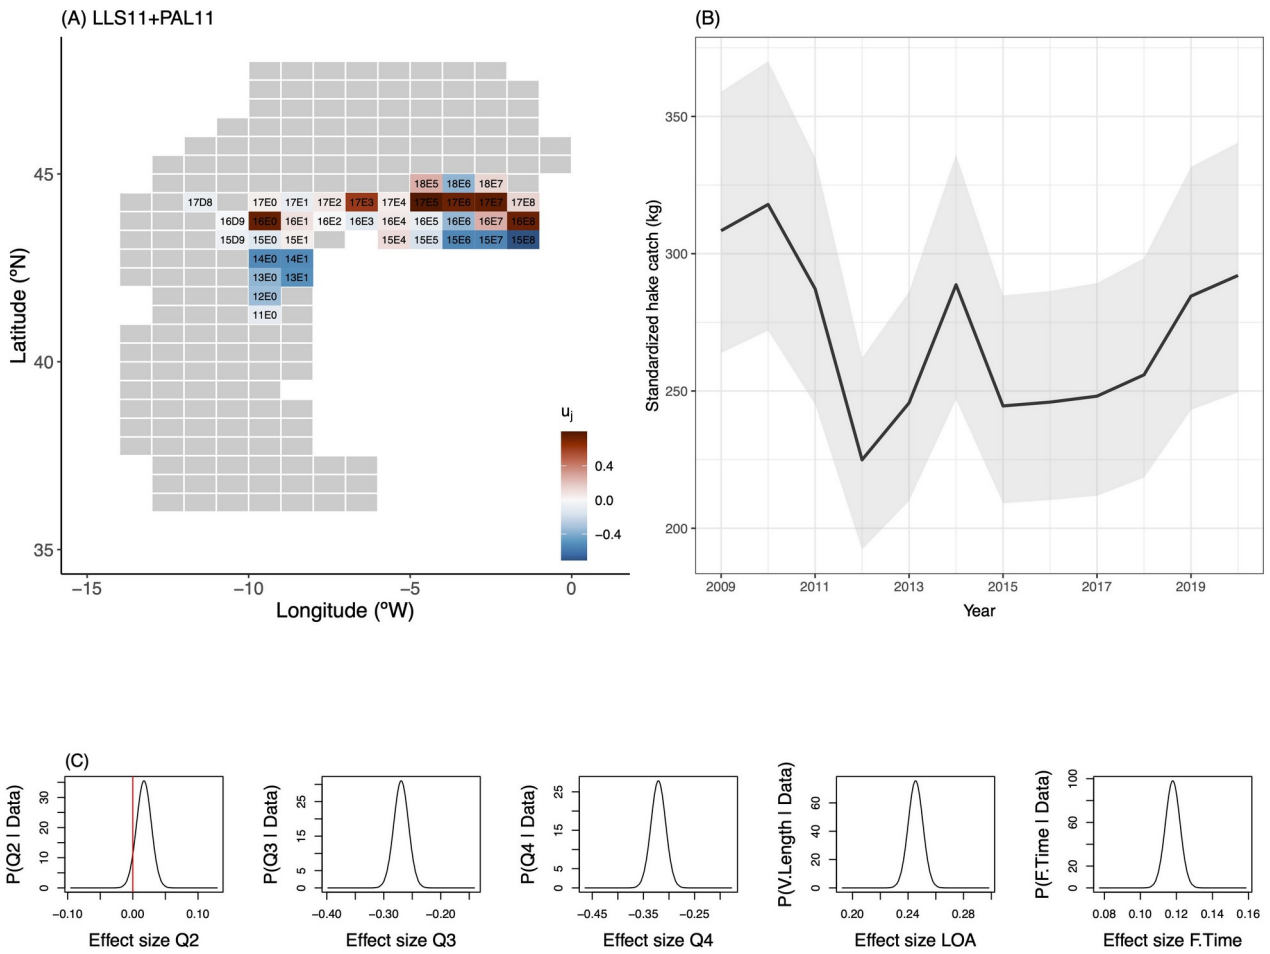 (A) LLS11+PAL11
(B)
18E5 18E6 18E7
17D8 17E0 17E1 17E2 17E3 17E4 17E5 17E6 17E7 17E8
16D9 16E0 16E1 16E2 16E3 16E4 16E5 16E6 16E7 16E8
15D9 15E0 15E1 15E4 15E5 15E6 15E7 15E8
14E0 14E1
13E0 13E1
12E0
11E0
45
40
35
Latitude (ºN)
−15 −10 −5 0
Longitude (ºW)
uj
0.4
0.0
−0.4
Standardized hake catch (kg)
350
300
250
200
2009 2011 2013 2015 2017 2019
Year
(C)
P(Q2 | Data)
30
20
10
0
−0.10 0.00 0.10
Effect size Q2
P(Q3 | Data)
25
15
5
0
−0.40 −0.30 −0.20
Effect size Q3
P(Q4 | Data)
25
15
5
0
−0.45 −0.35 −0.25
Effect size Q4
P(V.Length | Data)
60
40
20
0
0.20 0.24 0.28
Effect size LOA
P(F.Time | Data)
100
60
20
0
0.08 0.10 0.12 0.14 0.16
Effect size F.Time